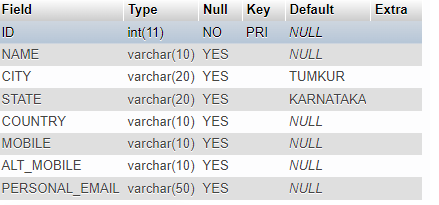 Field Type Null Key Default Extra
ID int(11) NO PRI NULL
NAME varchar(10) YES NULL
CITY varchar(20) YES TUMKUR
STATE varchar(20) YES KARNATAKA
COUNTRY varchar(10) YES NULL
MOBILE varchar(10) YES NULL
ALT_MOBILE varchar(10) YES NULL
PERSONAL_EMAIL varchar(50) YES NULL